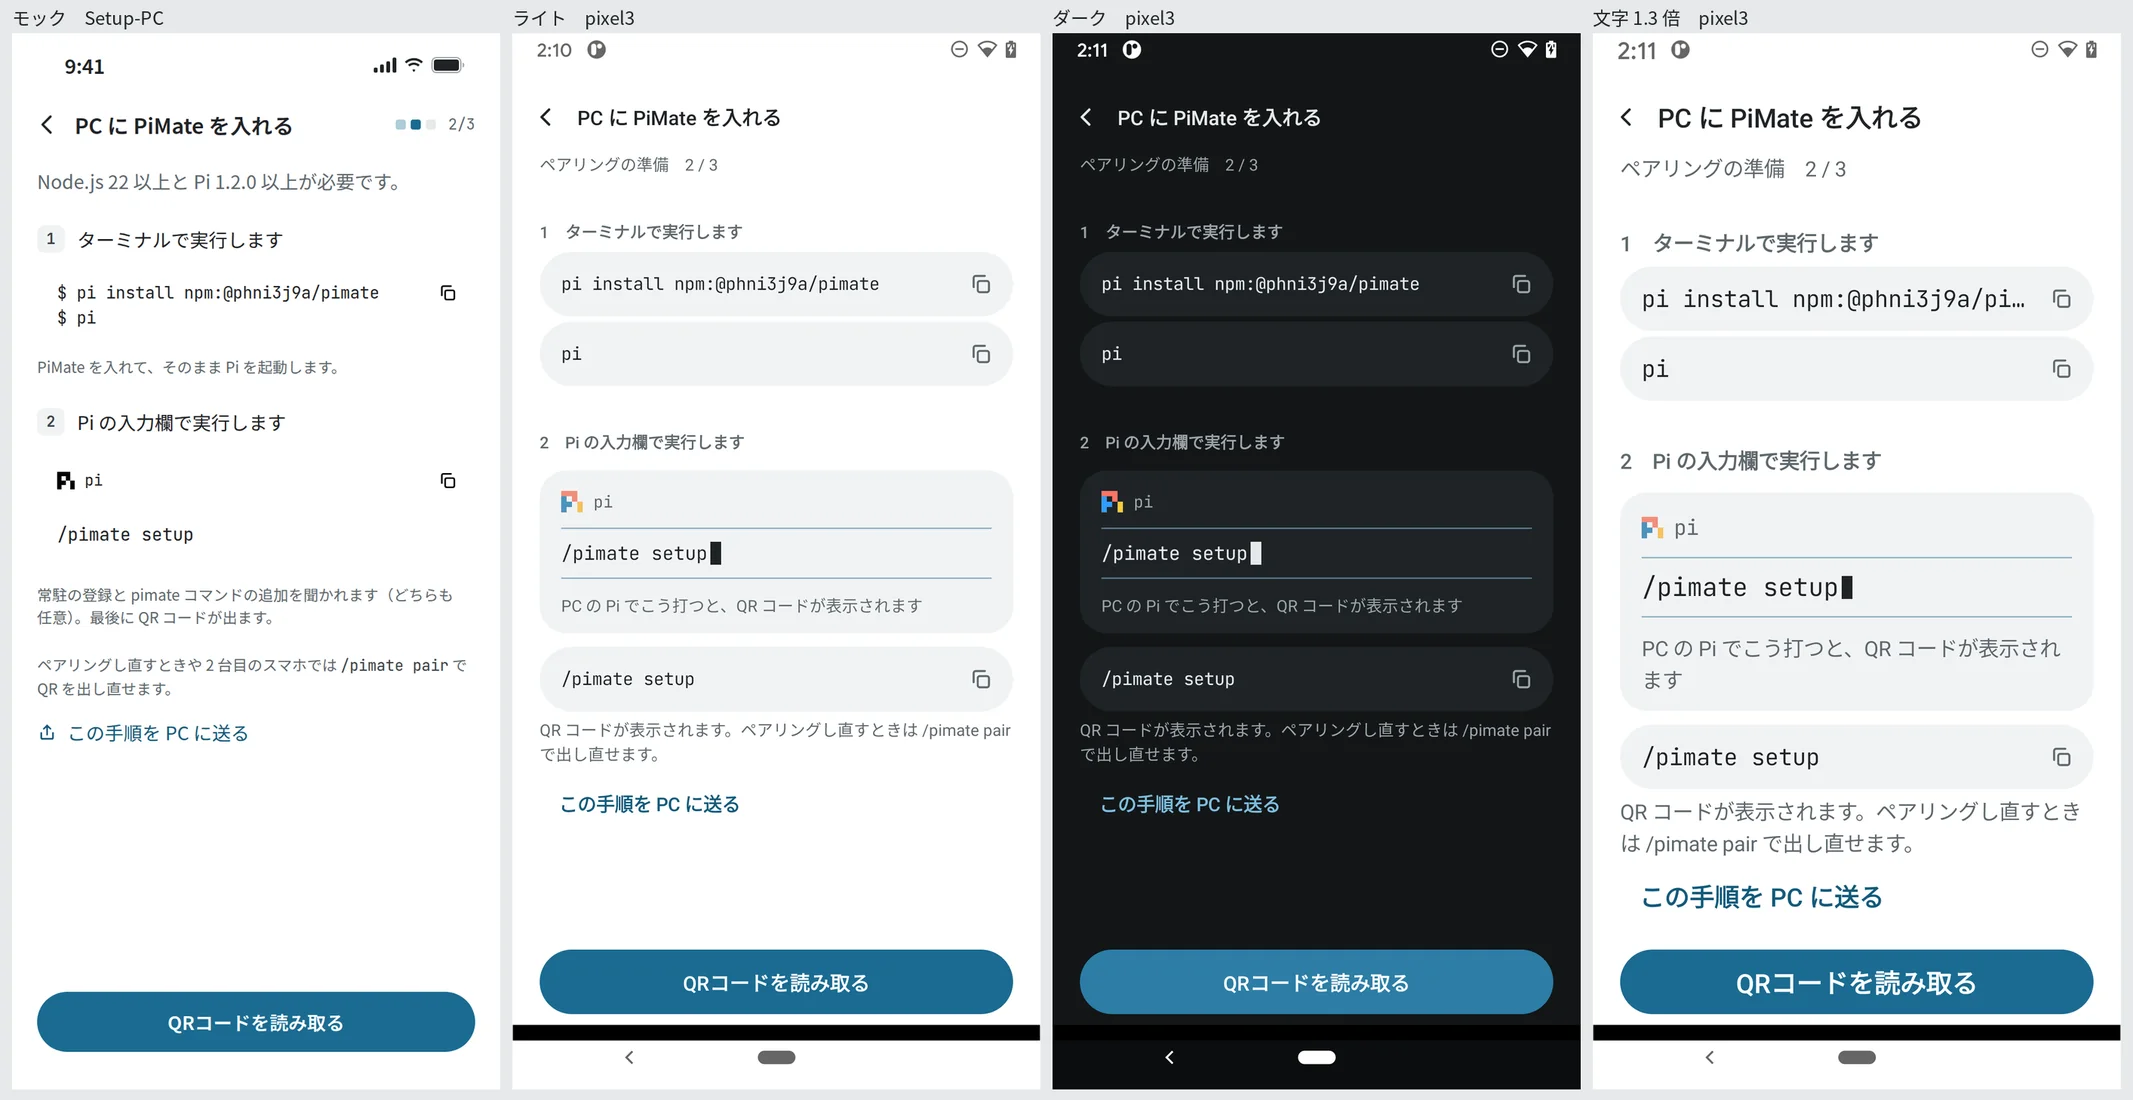 モック Setup-PC
9:41
PC に PiMate を入れる
2/3
Node.js 22 以上と Pi 1.2.0 以上が必要です。
1 ターミナルで実行します
$ pi install npm:@phni3j9a/pimate
$ pi
PiMate を入れて、そのまま Pi を起動します。
2 Pi の入力欄で実行します
pi
/pimate setup
常駐の登録と pimate コマンドの追加を聞かれます（どちらも
任意）。最後に QR コードが出ます。
ペアリングし直すときや 2 台目のスマホでは /pimate pair で
QR を出し直せます。
この手順を PC に送る
QRコードを読み取る
ライト pixel3
2:10
PC に PiMate を入れる
ペアリングの準備 2 / 3
1 ターミナルで実行します
pi install npm:@phni3j9a/pimate
pi
2 Pi の入力欄で実行します
pi
/pimate setup
PC の Pi でこう打つと、QR コードが表示されます
/pimate setup
QR コードが表示されます。ペアリングし直すときは /pimate pair
で出し直せます。
この手順を PC に送る
QRコードを読み取る
ダーク pixel3
2:11
PC に PiMate を入れる
ペアリングの準備 2 / 3
1 ターミナルで実行します
pi install npm:@phni3j9a/pimate
pi
2 Pi の入力欄で実行します
pi
/pimate setup
PC の Pi でこう打つと、QR コードが表示されます
/pimate setup
QR コードが表示されます。ペアリングし直すときは /pimate pair
で出し直せます。
この手順を PC に送る
QRコードを読み取る
文字 1.3 倍 pixel3
2:11
PC に PiMate を入れる
ペアリングの準備 2 / 3
1 ターミナルで実行します
pi install npm:@phni3j9a/pi…
pi
2 Pi の入力欄で実行します
pi
/pimate setup
PC の Pi でこう打つと、QR コードが表示され
ます
/pimate setup
QR コードが表示されます。ペアリングし直すとき
は /pimate pair で出し直せます。
この手順を PC に送る
QRコードを読み取る